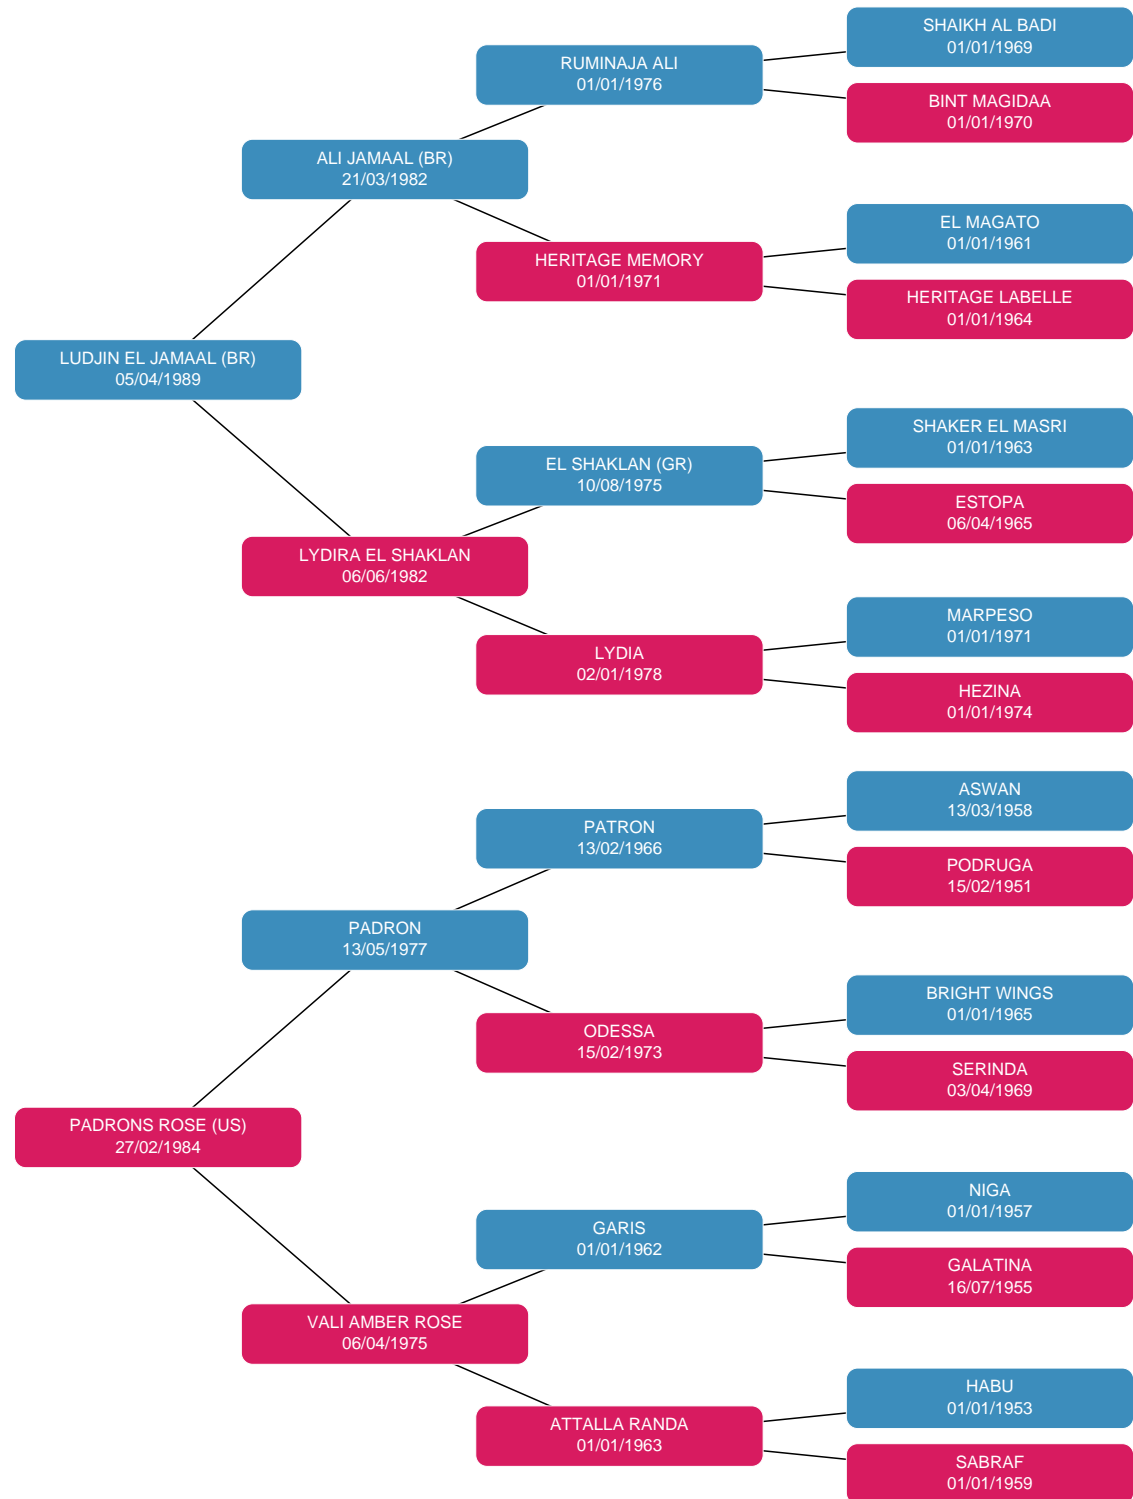 SHAIKH AL BADI
01/01/1969
RUMINAJA ALI
01/01/1976
BINT MAGIDAA
01/01/1970
ALI JAMAAL (BR)
21/03/1982
EL MAGATO
01/01/1961
HERITAGE MEMORY
01/01/1971
HERITAGE LABELLE
01/01/1964
LUDJIN EL JAMAAL (BR)
05/04/1989
SHAKER EL MASRI
01/01/1963
EL SHAKLAN (GR)
10/08/1975
ESTOPA
06/04/1965
LYDIRA EL SHAKLAN
06/06/1982
MARPESO
01/01/1971
LYDIA
02/01/1978
HEZINA
01/01/1974
ASWAN
13/03/1958
PATRON
13/02/1966
PODRUGA
15/02/1951
PADRON
13/05/1977
BRIGHT WINGS
01/01/1965
ODESSA
15/02/1973
SERINDA
03/04/1969
PADRONS ROSE (US)
27/02/1984
NIGA
01/01/1957
GARIS
01/01/1962
GALATINA
16/07/1955
VALI AMBER ROSE
06/04/1975
HABU
01/01/1953
ATTALLA RANDA
01/01/1963
SABRAF
01/01/1959